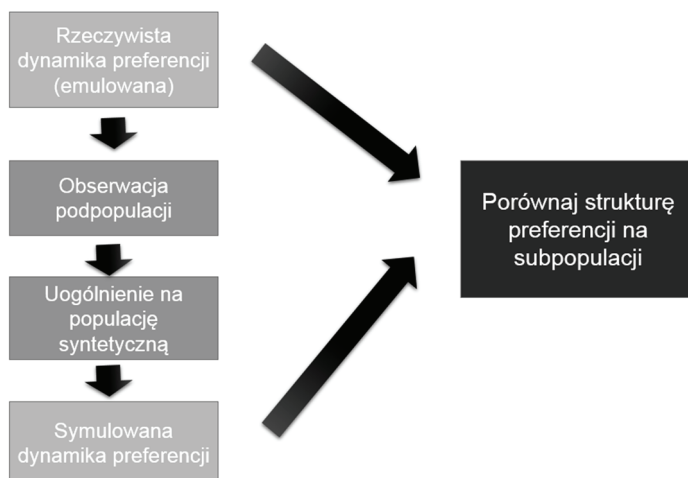 Rzeczywista
dynamika preferencji
(emulowana)
Obserwacja
podpopulacji
Uogólnienie na
populację
syntetyczną
Symulowana
dynamika preferencji
Porównaj strukturę
preferencji na
subpopulacji